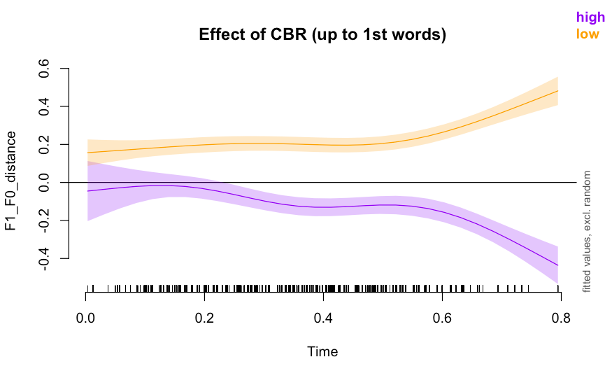 high
low
Effect of CBR (up to 1st words)
F1_F0_distance
0.6
0.4
0.2
0.0
-0.2
-0.4
0.0 0.2 0.4 0.6 0.8
Time
fitted values, excl. random